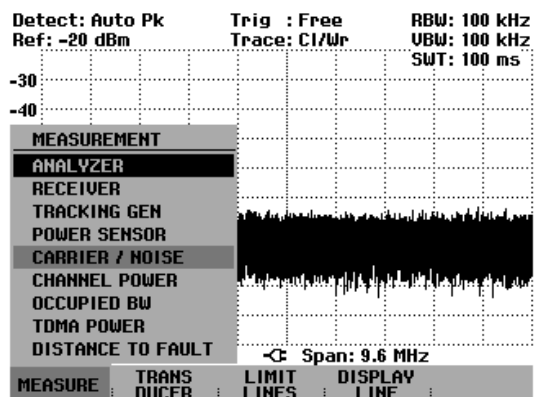 Detect: Auto Pk Trig : Free RBW: 100 kHz
Ref: -20 dBm Trace: Cl/Wr VBW: 100 kHz
SWT: 100 ms
-30
-40
MEASUREMENT
ANALYZER
RECEIVER
TRACKING GEN
POWER SENSOR
CARRIER / NOISE
CHANNEL POWER
OCCUPIED BW
TDMA POWER
DISTANCE TO FAULT
Span: 9.6 MHz
MEASURE TRANS LIMIT DISPLAY
DUCER LINES LINE